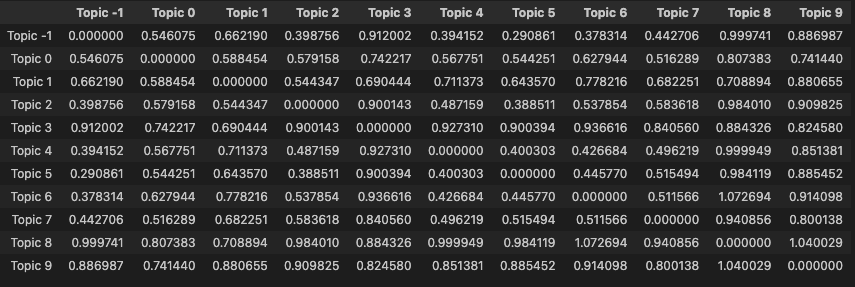 Topic -1 Topic 0 Topic 1 Topic 2 Topic 3 Topic 4 Topic 5 Topic 6 Topic 7 Topic 8 Topic 9
Topic -1 0.000000 0.546075 0.662190 0.398756 0.912002 0.394152 0.290861 0.378314 0.442706 0.999741 0.886987
Topic 0 0.546075 0.000000 0.588454 0.579158 0.742217 0.567751 0.544251 0.627944 0.516289 0.807383 0.741440
Topic 1 0.662190 0.588454 0.000000 0.544347 0.690444 0.711373 0.643570 0.778216 0.682251 0.708894 0.880655
Topic 2 0.398756 0.579158 0.544347 0.000000 0.900143 0.487159 0.388511 0.537854 0.583618 0.984010 0.909825
Topic 3 0.912002 0.742217 0.690444 0.900143 0.000000 0.927310 0.900394 0.936616 0.840560 0.884326 0.824580
Topic 4 0.394152 0.567751 0.711373 0.487159 0.927310 0.000000 0.400303 0.426684 0.496219 0.999949 0.851381
Topic 5 0.290861 0.544251 0.643570 0.388511 0.900394 0.400303 0.000000 0.445770 0.515494 0.984119 0.885452
Topic 6 0.378314 0.627944 0.778216 0.537854 0.936616 0.426684 0.445770 0.000000 0.511566 1.072694 0.914098
Topic 7 0.442706 0.516289 0.682251 0.583618 0.840560 0.496219 0.515494 0.511566 0.000000 0.940856 0.800138
Topic 8 0.999741 0.807383 0.708894 0.984010 0.884326 0.999949 0.984119 1.072694 0.940856 0.000000 1.040029
Topic 9 0.886987 0.741440 0.880655 0.909825 0.824580 0.851381 0.885452 0.914098 0.800138 1.040029 0.000000